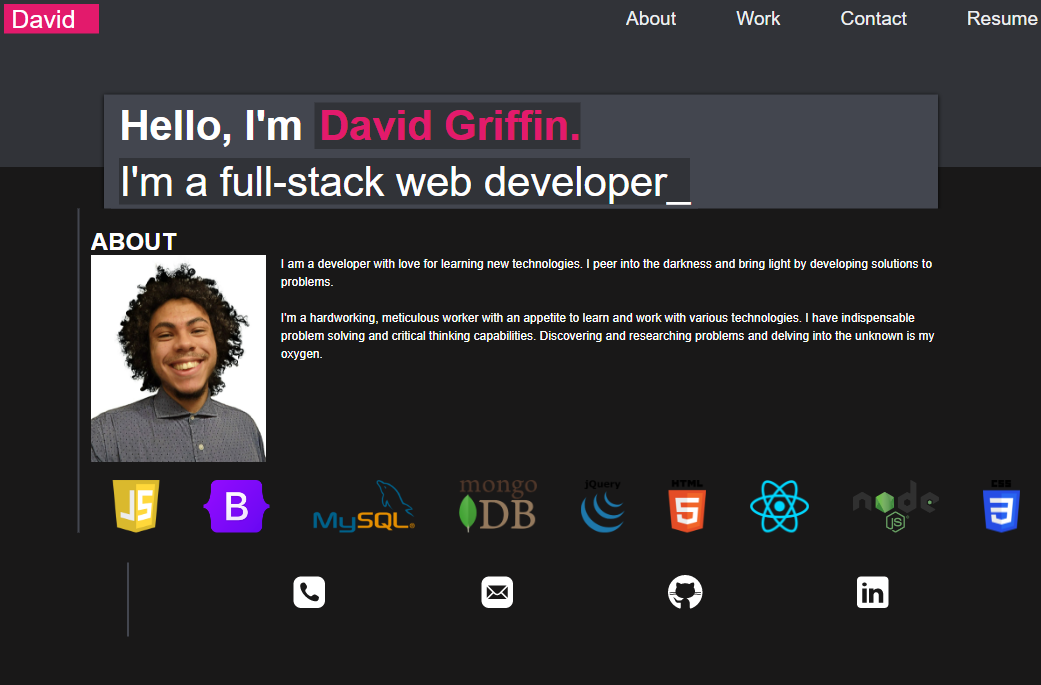 David
About Work Contact Resume
Hello, I'm David Griffin.
I'm a full-stack web developer_
ABOUT
I am a developer with love for learning new technologies. I peer into the darkness and bring light by developing solutions to
problems.
I'm a hardworking, meticulous worker with an appetite to learn and work with various technologies. I have indispensable
problem solving and critical thinking capabilities. Discovering and researching problems and delving into the unknown is my
oxygen.
JS
B
MySQL®
mongo
DB
jQuery
HTML
5
node
JS
CSS
3
in